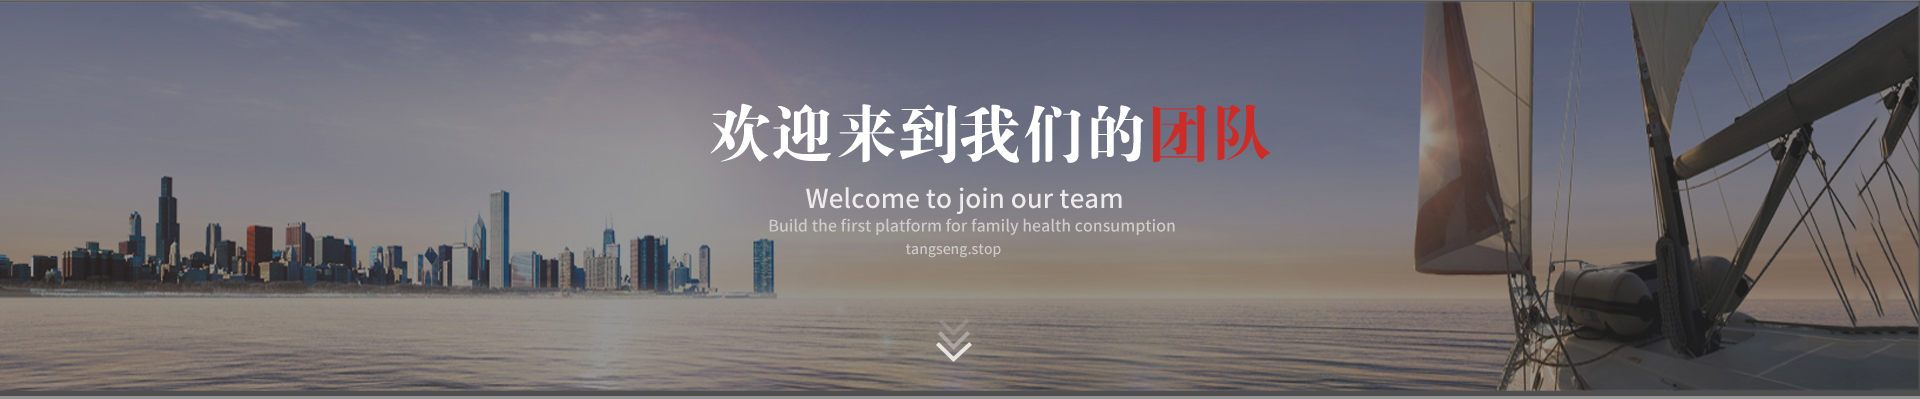 欢迎来到我们的团队
Welcome to join our team
Build the first platform for family health consumption
tangseng.stop